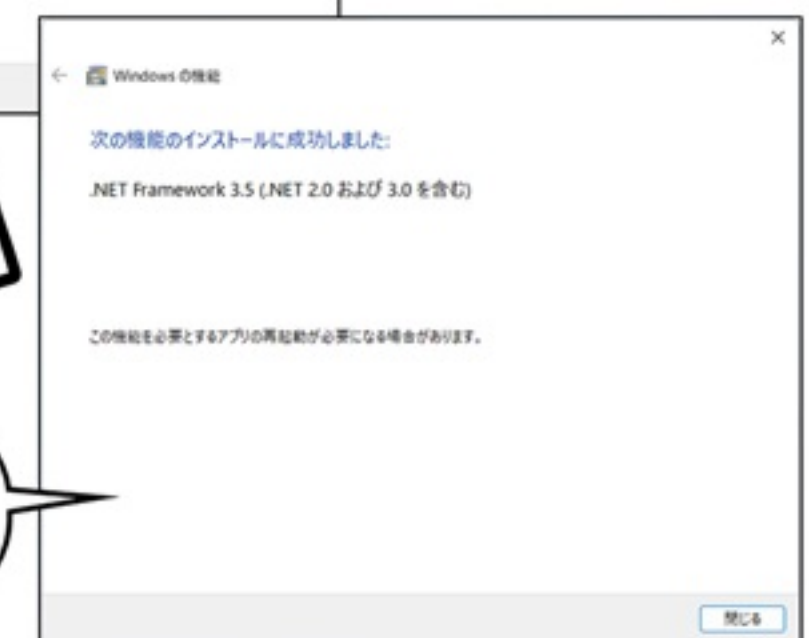 Windows の機能
次の機能のインストールに成功しました:
.NET Framework 3.5 (.NET 2.0 および 3.0 を含む)
この機能を必要とするアプリの再起動が必要になる場合があります。
閉じる